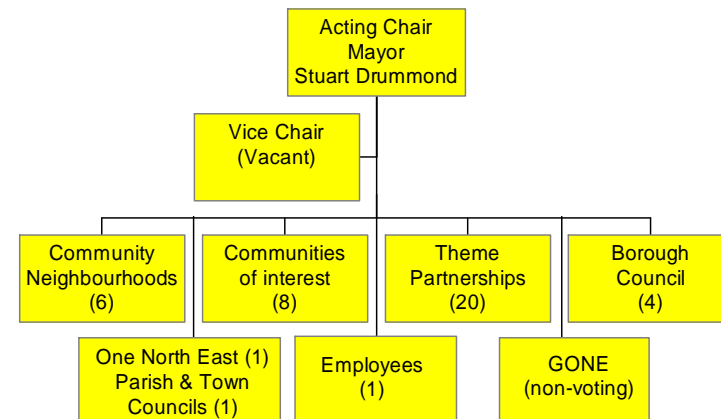 Acting Chair
Mayor
Stuart Drummond
Vice Chair
(Vacant)
Community
Neighbourhoods
(6)
Communities
of interest
(8)
Theme
Partnerships
(20)
Borough
Council
(4)
One North East (1)
Parish & Town
Councils (1)
Employees
(1)
GONE
(non-voting)